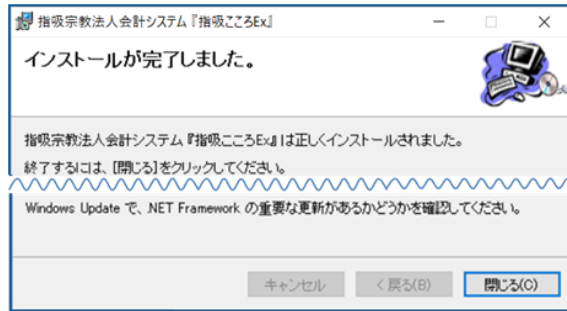 指吸宗教法人会計システム『指吸こころEx』
インストールが完了しました。
指吸宗教法人会計システム『指吸こころEx』は正しくインストールされました。
終了するには、[閉じる]をクリックしてください。
Windows Update で、.NET Framework の重要な更新があるかどうかを確認してください。
キャンセル
< 戻る(B)
閉じる(C)